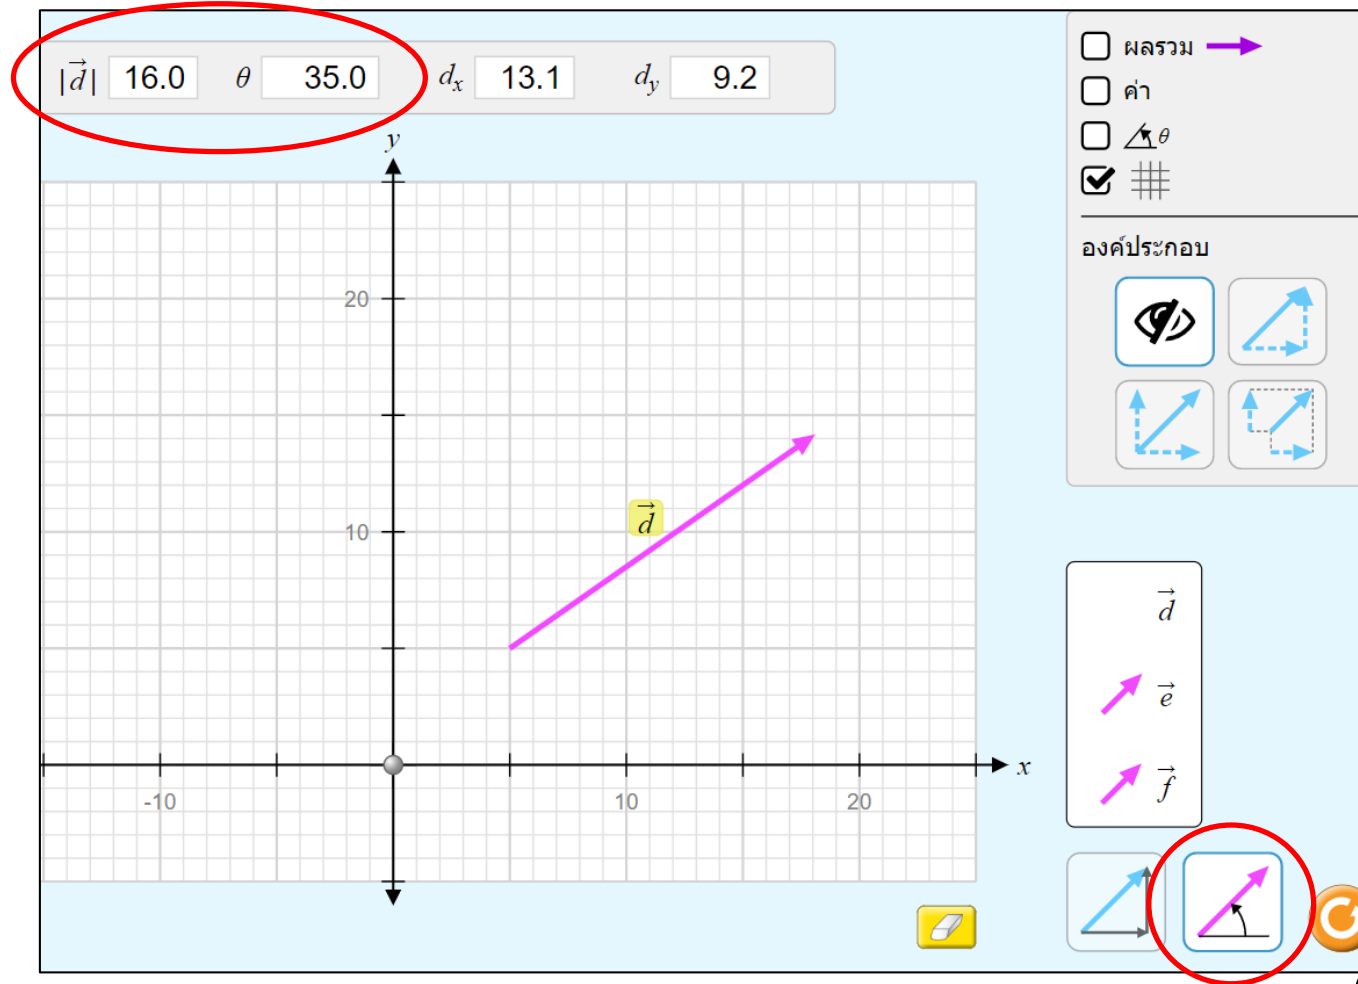 |d⃗| 16.0 θ 35.0 dₓ 13.1 d_y 9.2
ผลรวม
ค่า
θ
องค์ประกอบ
y
20
10
d⃗
-10 10 20 x
d⃗
e⃗
f⃗